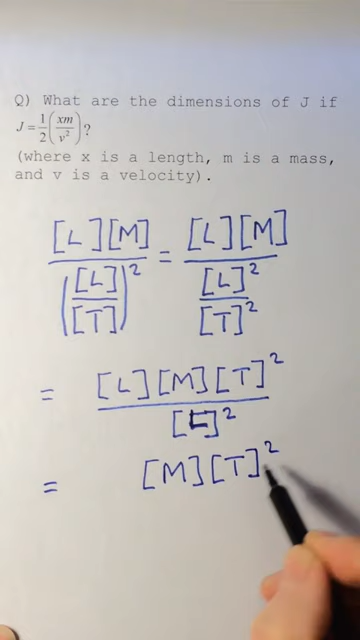 Q) What are the dimensions of J if
J = 1/2 (xm/v²)?
(where x is a length, m is a mass,
and v is a velocity).
[L][M] / ([L]/[T])² = [L][M] / ([L]²/[T]²)
= [L][M][T]² / [L]²
= [M][T]²